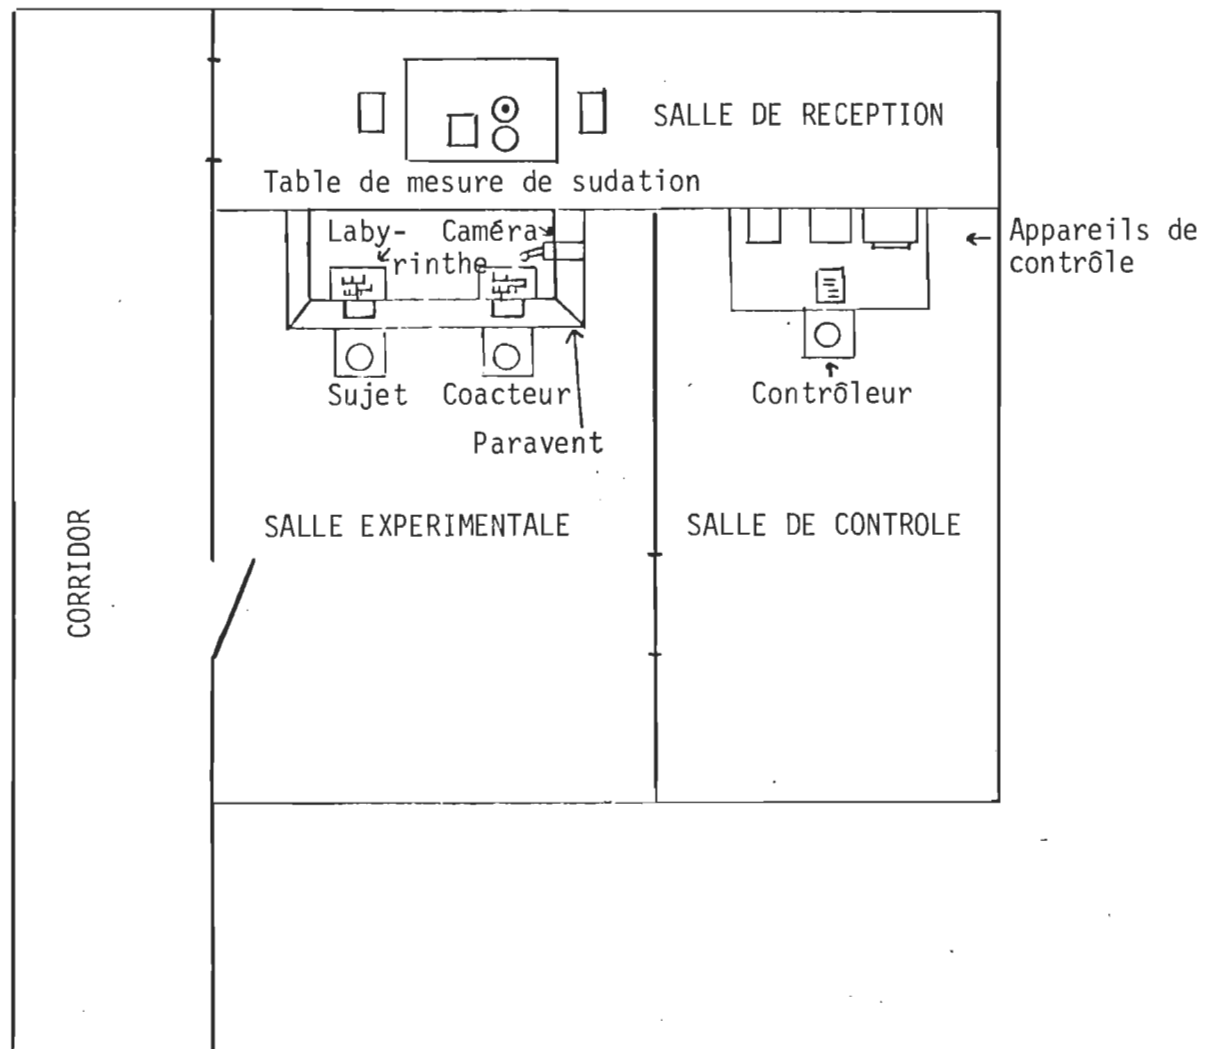 SALLE DE RECEPTION
Table de mesure de sudation
Laby-
rinthe
Caméra
Appareils de
contrôle
Sujet
Coacteur
Contrôleur
Paravent
SALLE EXPERIMENTALE
SALLE DE CONTROLE
CORRIDOR